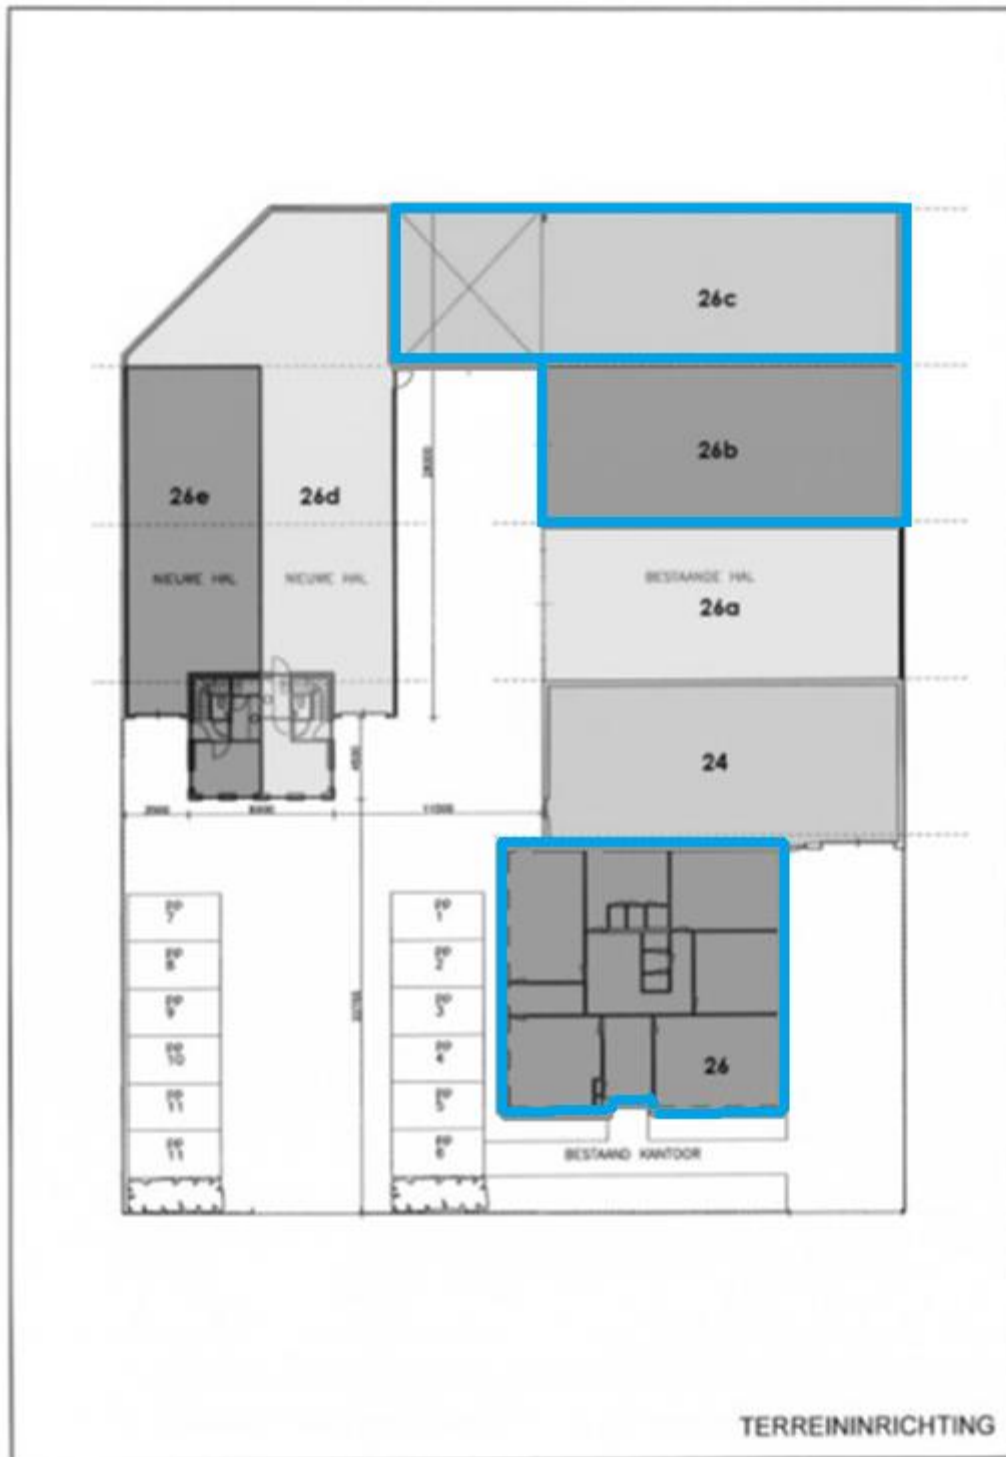 26c
26b
26e
26d
NIEUWE HAL
NIEUWE HAL
BESTAANDE HAL
26a
24
11000
PP
7
PP
1
PP
8
PP
2
PP
9
PP
3
PP
10
PP
4
PP
11
PP
5
PP
11
PP
6
26
BESTAAND KANTOOR
TERREININRICHTING